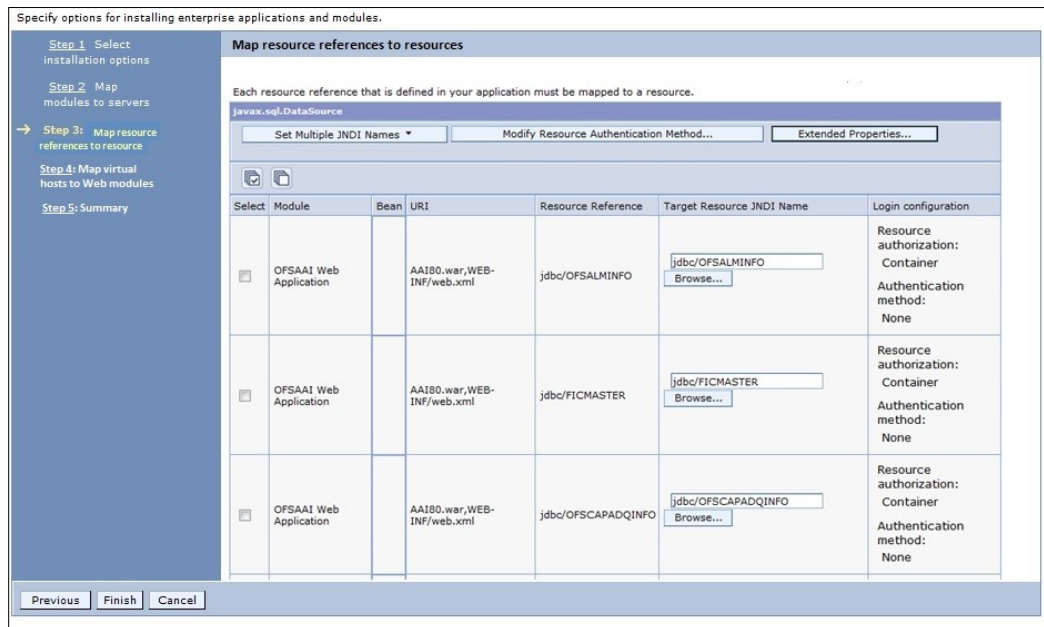 Specify options for installing enterprise applications and modules.
Step 1 Select
installation options
Step 2 Map
modules to servers
Step 3: Map resource
references to resource
Step 4: Map virtual
hosts to Web modules
Step 5: Summary
Map resource references to resources
Each resource reference that is defined in your application must be mapped to a resource.
javax.sql.DataSource
Set Multiple JNDI Names
Modify Resource Authentication Method...
Extended Properties...
Select Module Bean URI Resource Reference Target Resource JNDI Name Login configuration
OFSAAI Web
Application
AAI80.war,WEB-
INF/web.xml
jdbc/OFSALMINFO
jdbc/OFSALMINFO
Browse...
Resource
authorization:
Container
Authentication
method:
None
OFSAAI Web
Application
AAI80.war,WEB-
INF/web.xml
jdbc/FICMASTER
jdbc/FICMASTER
Browse...
Resource
authorization:
Container
Authentication
method:
None
OFSAAI Web
Application
AAI80.war,WEB-
INF/web.xml
jdbc/OFSCAPADQINFO
jdbc/OFSCAPADQINFO
Browse...
Resource
authorization:
Container
Authentication
method:
None
Previous Finish Cancel